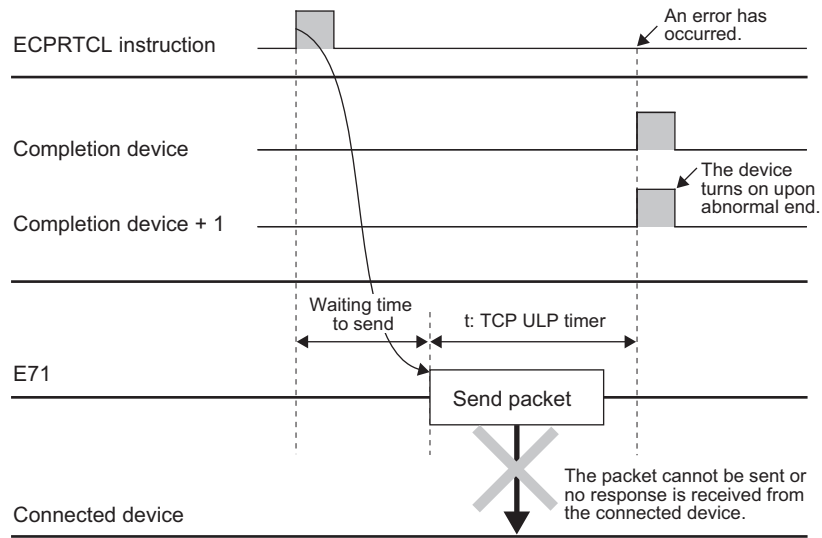 ECPRTCL instruction
An error has
occurred.
Completion device
The device
turns on upon
abnormal end.
Completion device + 1
Waiting time
to send
t: TCP ULP timer
E71
Send packet
The packet cannot be sent or
no response is received from
the connected device.
Connected device